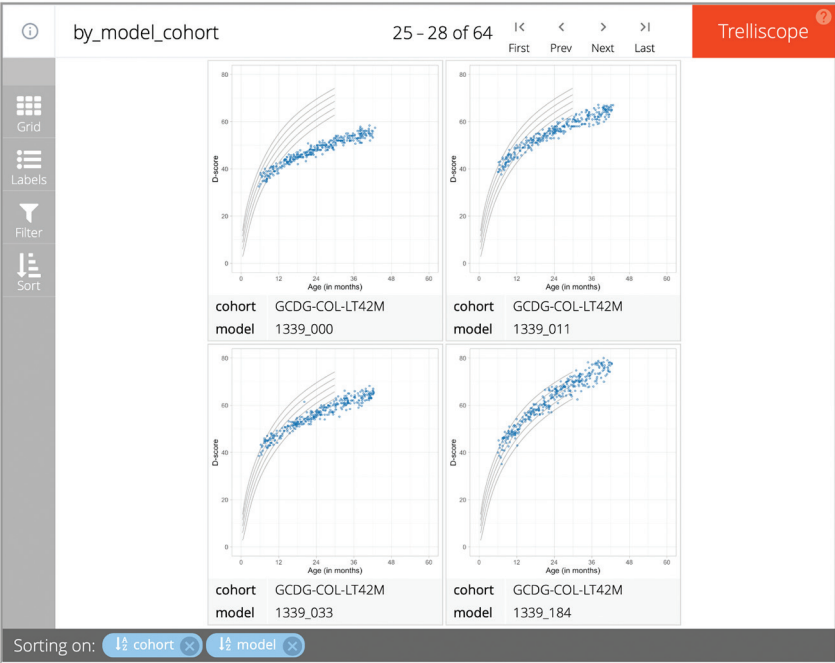 by_model_cohort
25 – 28 of 64
First Prev Next Last
Trelliscope
?
Grid
Labels
Filter
Sort
80
60
40
20
0
D-score
0 12 24 36 48 60
Age (in months)
cohort GCDG-COL-LT42M
model 1339_000
80
60
40
20
0
D-score
0 12 24 36 48 60
Age (in months)
cohort GCDG-COL-LT42M
model 1339_011
80
60
40
20
0
D-score
0 12 24 36 48 60
Age (in months)
cohort GCDG-COL-LT42M
model 1339_033
80
60
40
20
0
D-score
0 12 24 36 48 60
Age (in months)
cohort GCDG-COL-LT42M
model 1339_184
Sorting on: cohort model